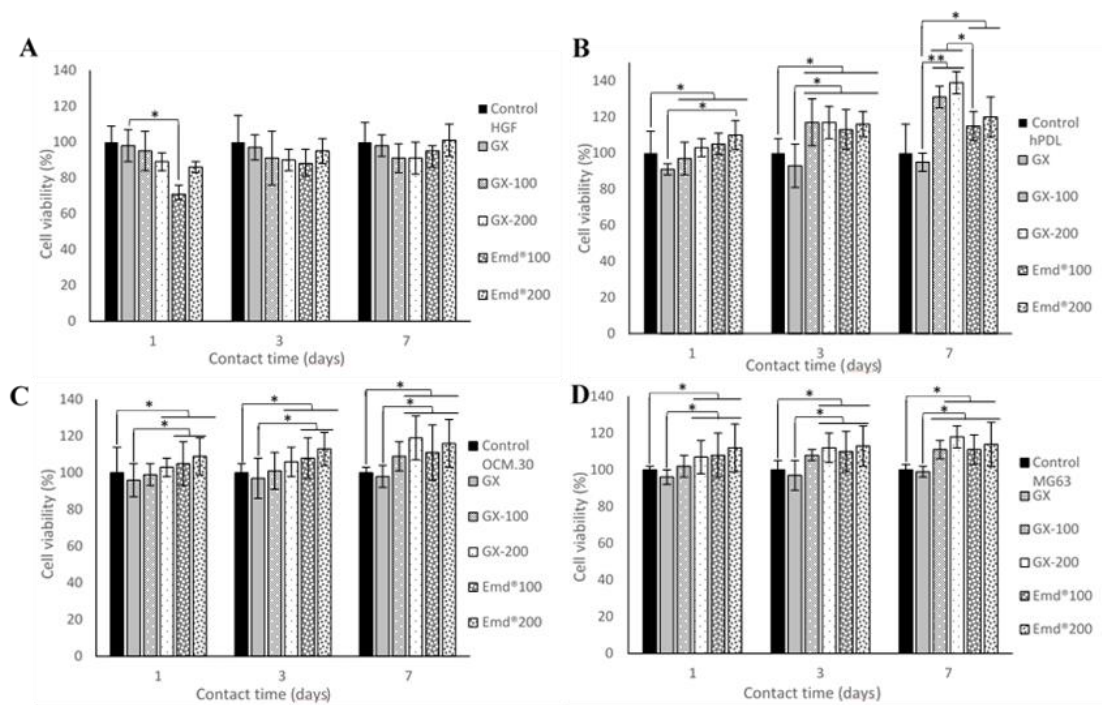 A
140
120
100
80
60
40
20
0
Cell viability (%)
*
1
3
7
Contact time (days)
Control
HGF
GX
GX-100
GX-200
Emd®100
Emd®200
B
140
120
100
80
60
40
20
0
Cell viability (%)
*
*
*
*
*
*
**
1
3
7
Contact time (days)
Control
hPDL
GX
GX-100
GX-200
Emd®100
Emd®200
C
140
120
100
80
60
40
20
0
Cell viability (%)
*
*
*
*
*
*
1
3
7
Contact time (days)
Control
OCM.30
GX
GX-100
GX-200
Emd®100
Emd®200
D
140
120
100
80
60
40
20
0
Cell viability (%)
*
*
*
*
*
*
1
3
7
Contact time (days)
Control
MG63
GX
GX-100
GX-200
Emd®100
Emd®200